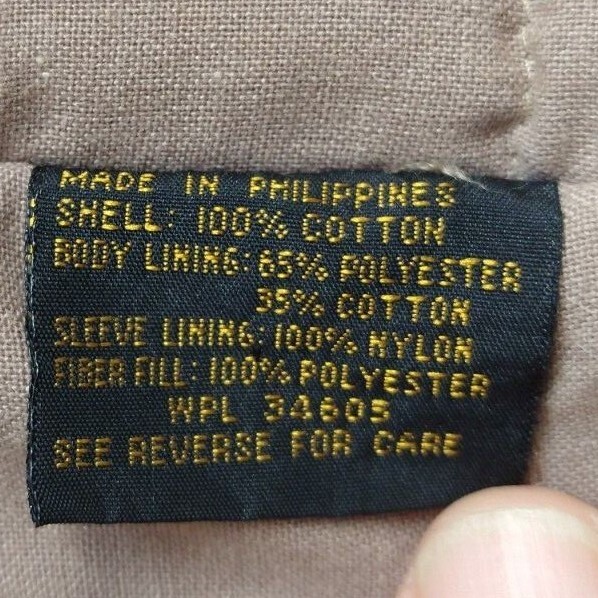 MADE IN PHILIPPINES
SHELL: 100% COTTON
BODY LINING: 65% POLYESTER
35% COTTON
SLEEVE LINING: 100% NYLON
FIBER FILL: 100% POLYESTER
WPL 34605
SEE REVERSE FOR CARE